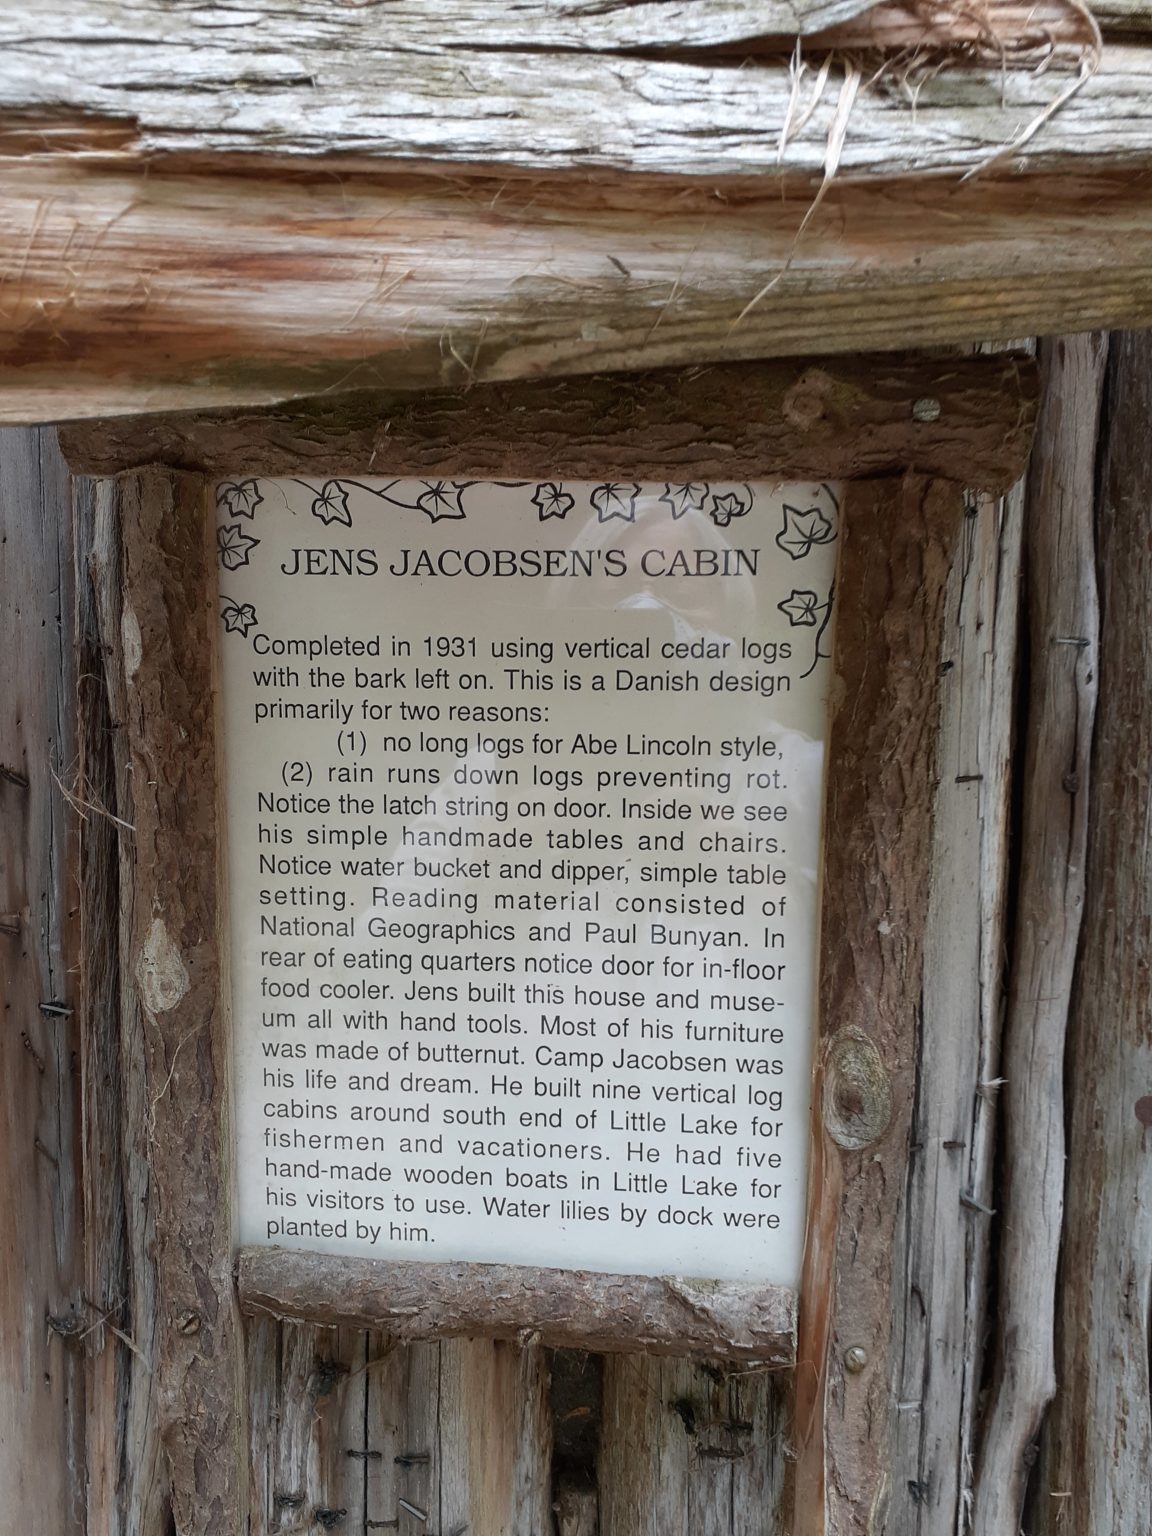 JENS JACOBSEN'S CABIN
Completed in 1931 using vertical cedar logs
with the bark left on. This is a Danish design
primarily for two reasons:
(1) no long logs for Abe Lincoln style,
(2) rain runs down logs preventing rot.
Notice the latch string on door. Inside we see
his simple handmade tables and chairs.
Notice water bucket and dipper, simple table
setting. Reading material consisted of
National Geographics and Paul Bunyan. In
rear of eating quarters notice door for in-floor
food cooler. Jens built this house and muse-
um all with hand tools. Most of his furniture
was made of butternut. Camp Jacobsen was
his life and dream. He built nine vertical log
cabins around south end of Little Lake for
fishermen and vacationers. He had five
hand-made wooden boats in Little Lake for
his visitors to use. Water lilies by dock were
planted by him.